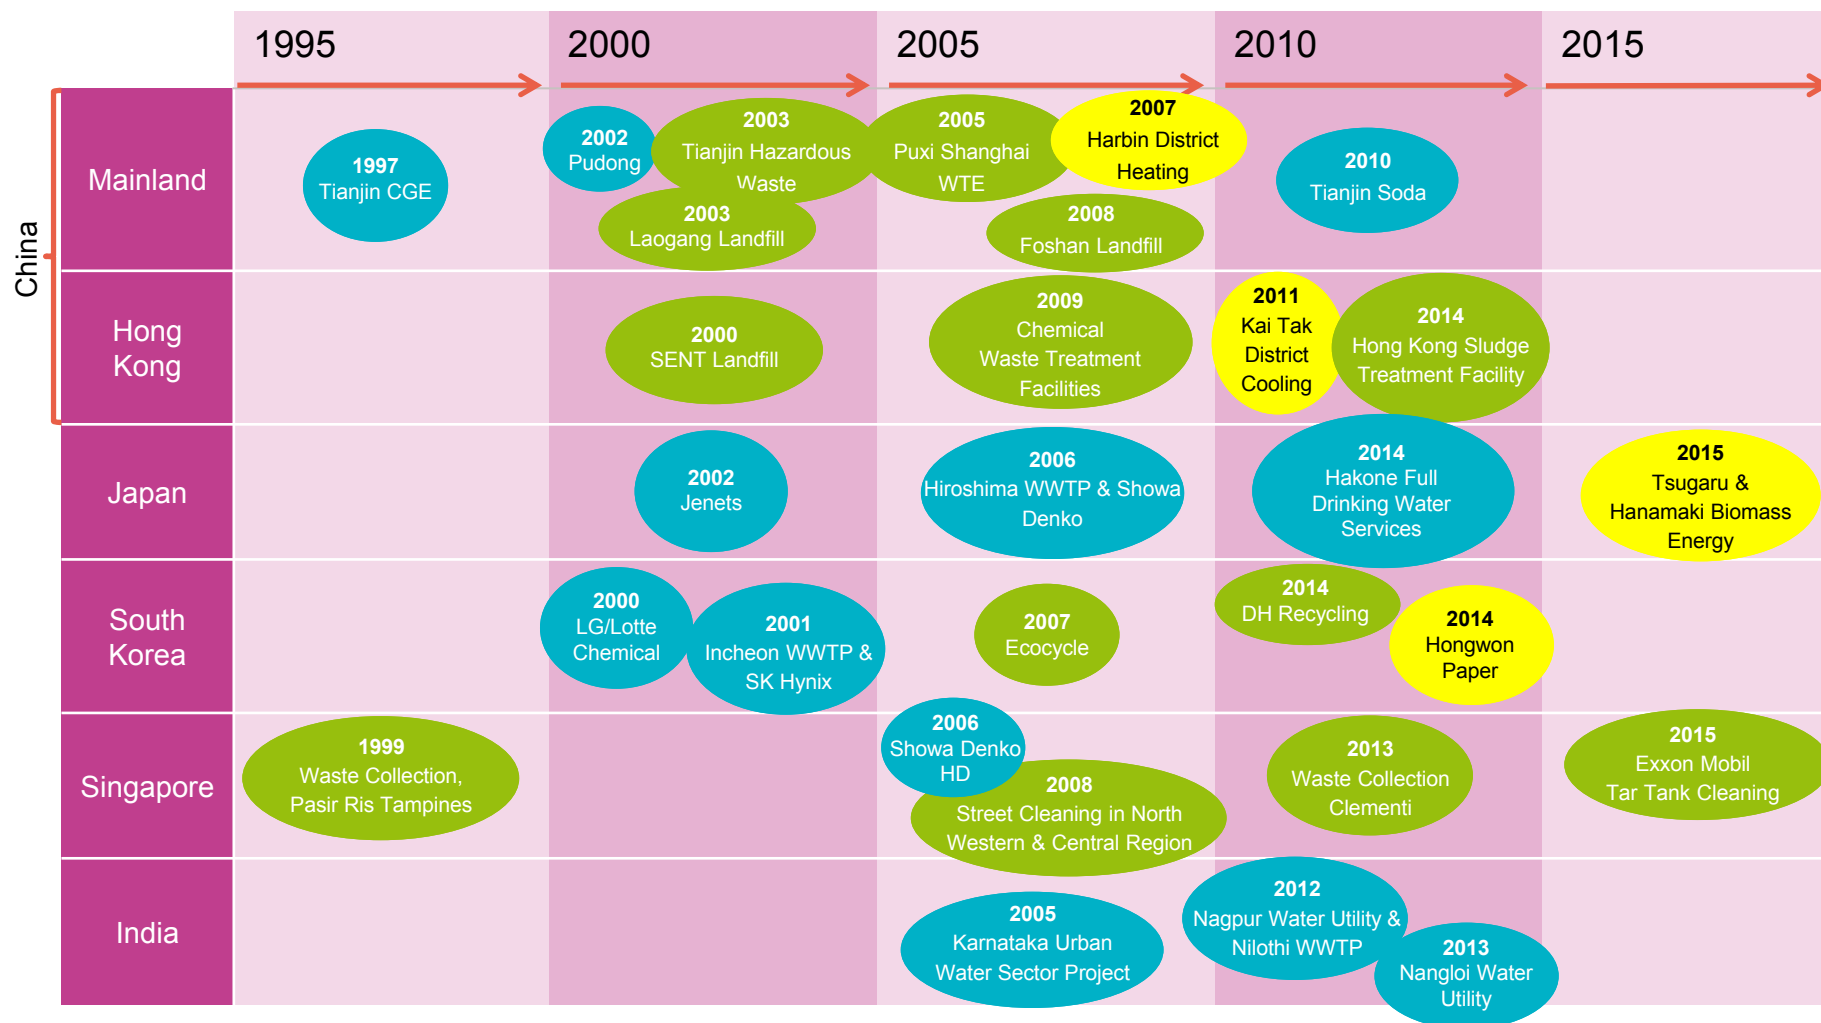 1995
2000
2005
2010
2015
China
Mainland
1997
Tianjin CGE
2002
Pudong
2003
Tianjin Hazardous
Waste
2003
Laogang Landfill
2005
Puxi Shanghai
WTE
2007
Harbin District
Heating
2008
Foshan Landfill
2010
Tianjin Soda
Hong
Kong
2000
SENT Landfill
2009
Chemical
Waste Treatment
Facilities
2011
Kai Tak
District
Cooling
2014
Hong Kong Sludge
Treatment Facility
Japan
2002
Jenets
2006
Hiroshima WWTP & Showa
Denko
2014
Hakone Full
Drinking Water
Services
2015
Tsugaru &
Hanamaki Biomass
Energy
South
Korea
2000
LG/Lotte
Chemical
2001
Incheon WWTP &
SK Hynix
2007
Ecocycle
2014
DH Recycling
2014
Hongwon
Paper
Singapore
1999
Waste Collection,
Pasir Ris Tampines
2006
Showa Denko
HD
2008
Street Cleaning in North
Western & Central Region
2013
Waste Collection
Clementi
2015
Exxon Mobil
Tar Tank Cleaning
India
2005
Karnataka Urban
Water Sector Project
2012
Nagpur Water Utility &
Nilothi WWTP
2013
Nangloi Water
Utility